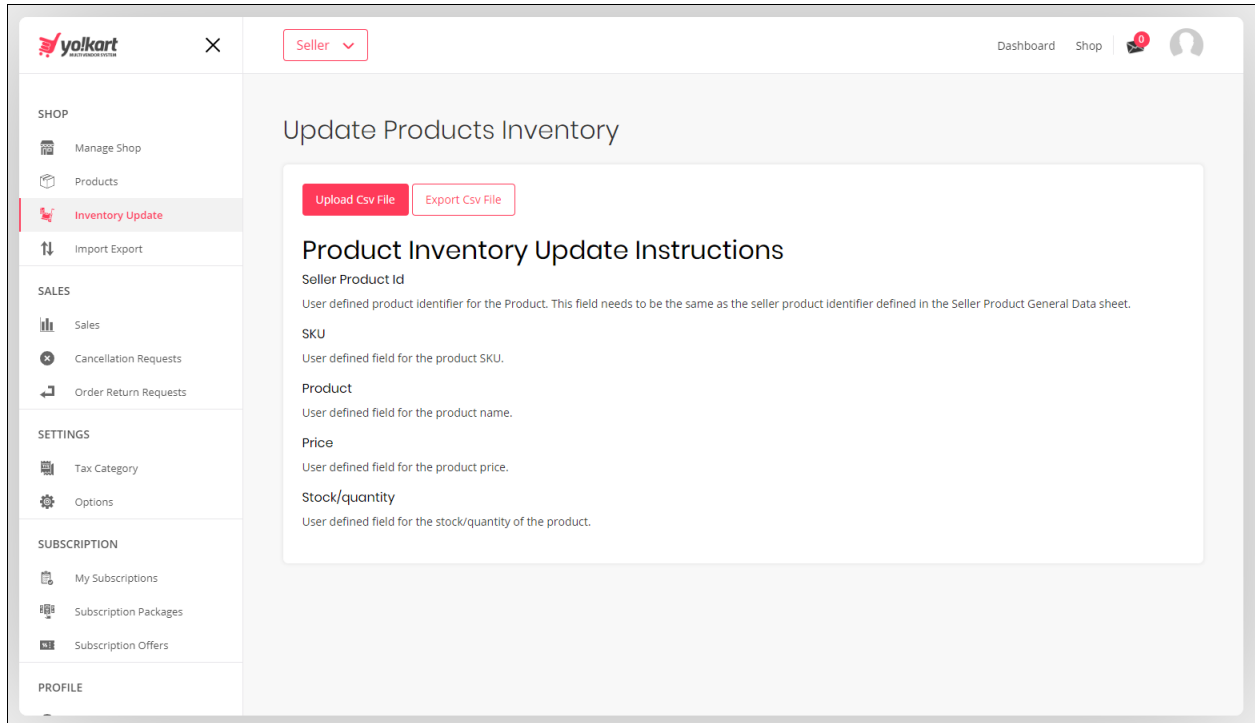 yo!kart
MULTI VENDOR SYSTEM
Seller
Dashboard
Shop
0
SHOP
Manage Shop
Products
Inventory Update
Import Export
SALES
Sales
Cancellation Requests
Order Return Requests
SETTINGS
Tax Category
Options
SUBSCRIPTION
My Subscriptions
Subscription Packages
Subscription Offers
PROFILE
Update Products Inventory
Upload Csv File
Export Csv File
Product Inventory Update Instructions
Seller Product Id
User defined product identifier for the Product. This field needs to be the same as the seller product identifier defined in the Seller Product General Data sheet.
SKU
User defined field for the product SKU.
Product
User defined field for the product name.
Price
User defined field for the product price.
Stock/quantity
User defined field for the stock/quantity of the product.